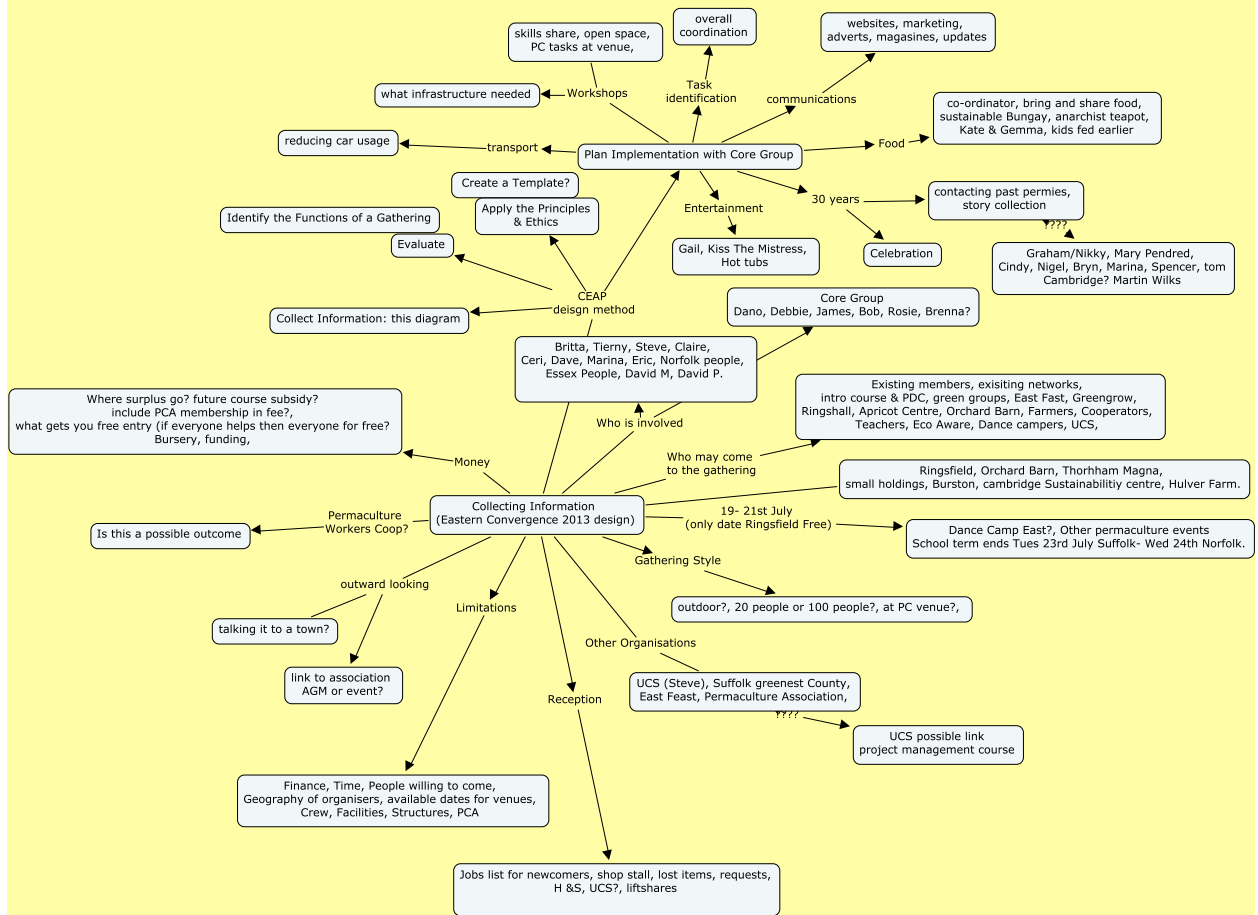 overall
coordination
websites, marketing,
adverts, magasines, updates
skills share, open space,
PC tasks at venue,
Task
identification
what infrastructure needed
Workshops
communications
co-ordinator, bring and share food,
sustainable Bungay, anarchist teapot,
Kate & Gemma, kids fed earlier
reducing car usage
transport
Plan Implementation with Core Group
Food
Create a Template?
Apply the Principles
& Ethics
Identify the Functions of a Gathering
Evaluate
Entertainment
30 years
contacting past permies,
story collection
????
Gail, Kiss The Mistress,
Hot tubs
Celebration
Graham/Nikky, Mary Pendred,
Cindy, Nigel, Bryn, Marina, Spencer, tom
Cambridge? Martin Wilks
CEAP
deisgn method
Collect Information: this diagram
Core Group
Dano, Debbie, James, Bob, Rosie, Brenna?
Britta, Tierny, Steve, Claire,
Ceri, Dave, Marina, Eric, Norfolk people,
Essex People, David M, David P.
Where surplus go? future course subsidy?
include PCA membership in fee?,
what gets you free entry (if everyone helps then everyone for free?
Bursery, funding,
Existing members, exisiting networks,
intro course & PDC, green groups, East Fast, Greengrow,
Ringshall, Apricot Centre, Orchard Barn, Farmers, Cooperators,
Teachers, Eco Aware, Dance campers, UCS,
Who is involved
Money
Who may come
to the gathering
Ringsfield, Orchard Barn, Thorhham Magna,
small holdings, Burston, cambridge Sustainabilitiy centre, Hulver Farm.
Collecting Information
(Eastern Convergence 2013 design)
Permaculture
Workers Coop?
Is this a possible outcome
19- 21st July
(only date Ringsfield Free)
Dance Camp East?, Other permaculture events
School term ends Tues 23rd July Suffolk- Wed 24th Norfolk.
Gathering Style
outward looking
Limitations
outdoor?, 20 people or 100 people?, at PC venue?,
talking it to a town?
Other Organisations
link to association
AGM or event?
UCS (Steve), Suffolk greenest County,
East Feast, Permaculture Association,
Reception
????
UCS possible link
project management course
Finance, Time, People willing to come,
Geography of organisers, available dates for venues,
Crew, Facilities, Structures, PCA
Jobs list for newcomers, shop stall, lost items, requests,
H &S, UCS?, liftshares